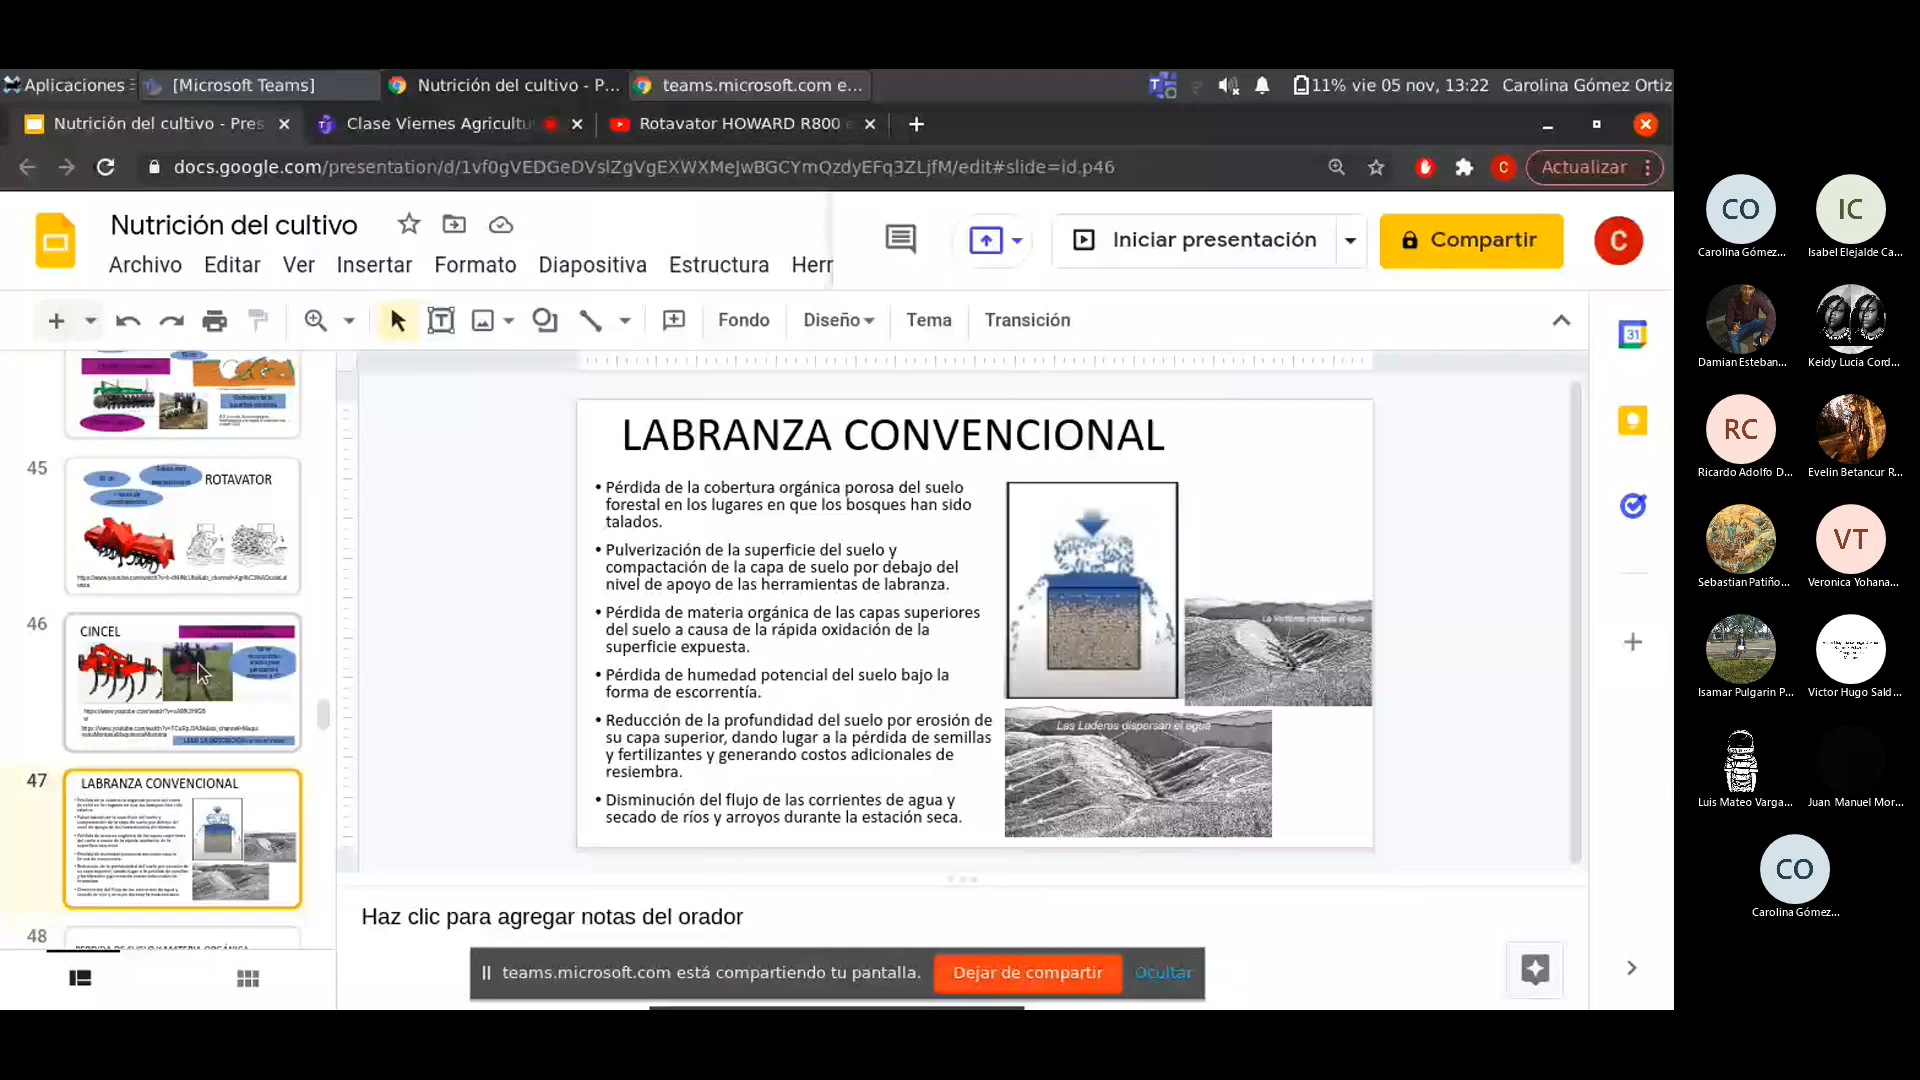 Aplicaciones
[Microsoft Teams]
Nutrición del cultivo - P...
teams.microsoft.com e...
11% vie 05 nov, 13:22
Carolina Gómez Ortiz
Nutrición del cultivo - Pres
Clase Viernes Agricultu
Rotavator HOWARD R800 e
docs.google.com/presentation/d/1vf0gVEDGeDVslZgVgEXWXMeJwBGCYmQzdyEFq3ZLjfM/edit#slide=id.p46
C
Actualizar
Nutrición del cultivo
Archivo Editar Ver Insertar Formato Diapositiva Estructura Herr
Iniciar presentación
Compartir
C
Fondo Diseño Tema Transición
31
45
ROTAVATOR
46
CINCEL
47
LABRANZA CONVENCIONAL
48
LABRANZA CONVENCIONAL
• Pérdida de la cobertura orgánica porosa del suelo
forestal en los lugares en que los bosques han sido
talados.
• Pulverización de la superficie del suelo y
compactación de la capa de suelo por debajo del
nivel de apoyo de las herramientas de labranza.
• Pérdida de materia orgánica de las capas superiores
del suelo a causa de la rápida oxidación de la
superficie expuesta.
• Pérdida de humedad potencial del suelo bajo la
forma de escorrentía.
• Reducción de la profundidad del suelo por erosión de
su capa superior, dando lugar a la pérdida de semillas
y fertilizantes y generando costos adicionales de
resiembra.
• Disminución del flujo de las corrientes de agua y
secado de ríos y arroyos durante la estación seca.
Las Laderas dispersan el agua
Haz clic para agregar notas del orador
teams.microsoft.com está compartiendo tu pantalla.
Dejar de compartir
Ocultar
CO
Carolina Gómez...
IC
Isabel Elejalde Ca...
Damian Esteban...
Keidy Lucia Cord...
RC
Ricardo Adolfo D...
Evelin Betancur R...
Sebastian Patiño...
VT
Veronica Yohana...
Isamar Pulgarin P...
Victor Hugo Sald...
Luis Mateo Varga...
Juan Manuel Mor...
CO
Carolina Gómez...